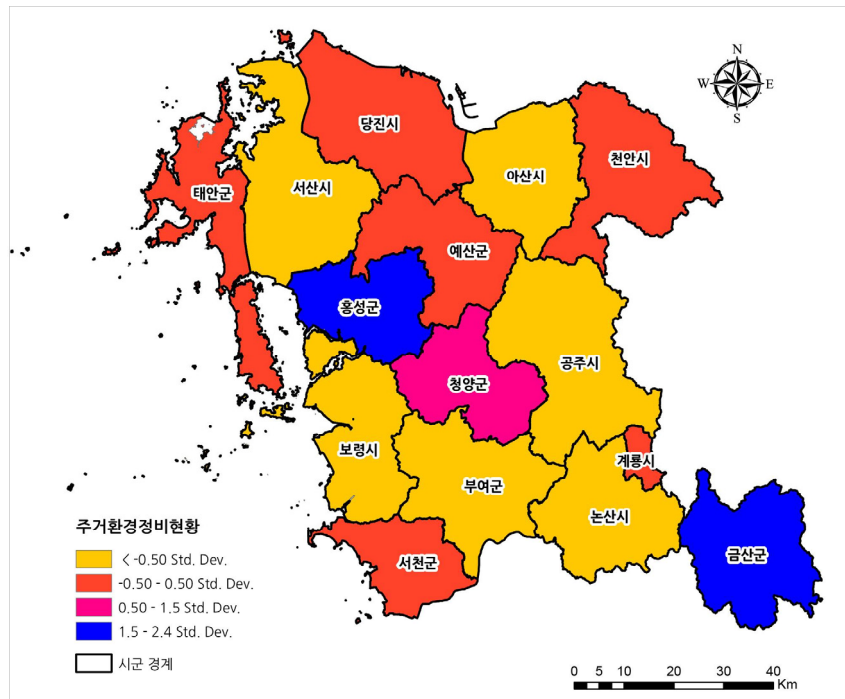 N
W
E
S
당진시
천안시
아산시
태안군
서산시
예산군
홍성군
공주시
청양군
보령시
계룡시
부여군
논산시
금산군
서천군
주거환경정비현황
< -0.50 Std. Dev.
-0.50 - 0.50 Std. Dev.
0.50 - 1.5 Std. Dev.
1.5 - 2.4 Std. Dev.
시군 경계
0 5 10 20 30 40
Km